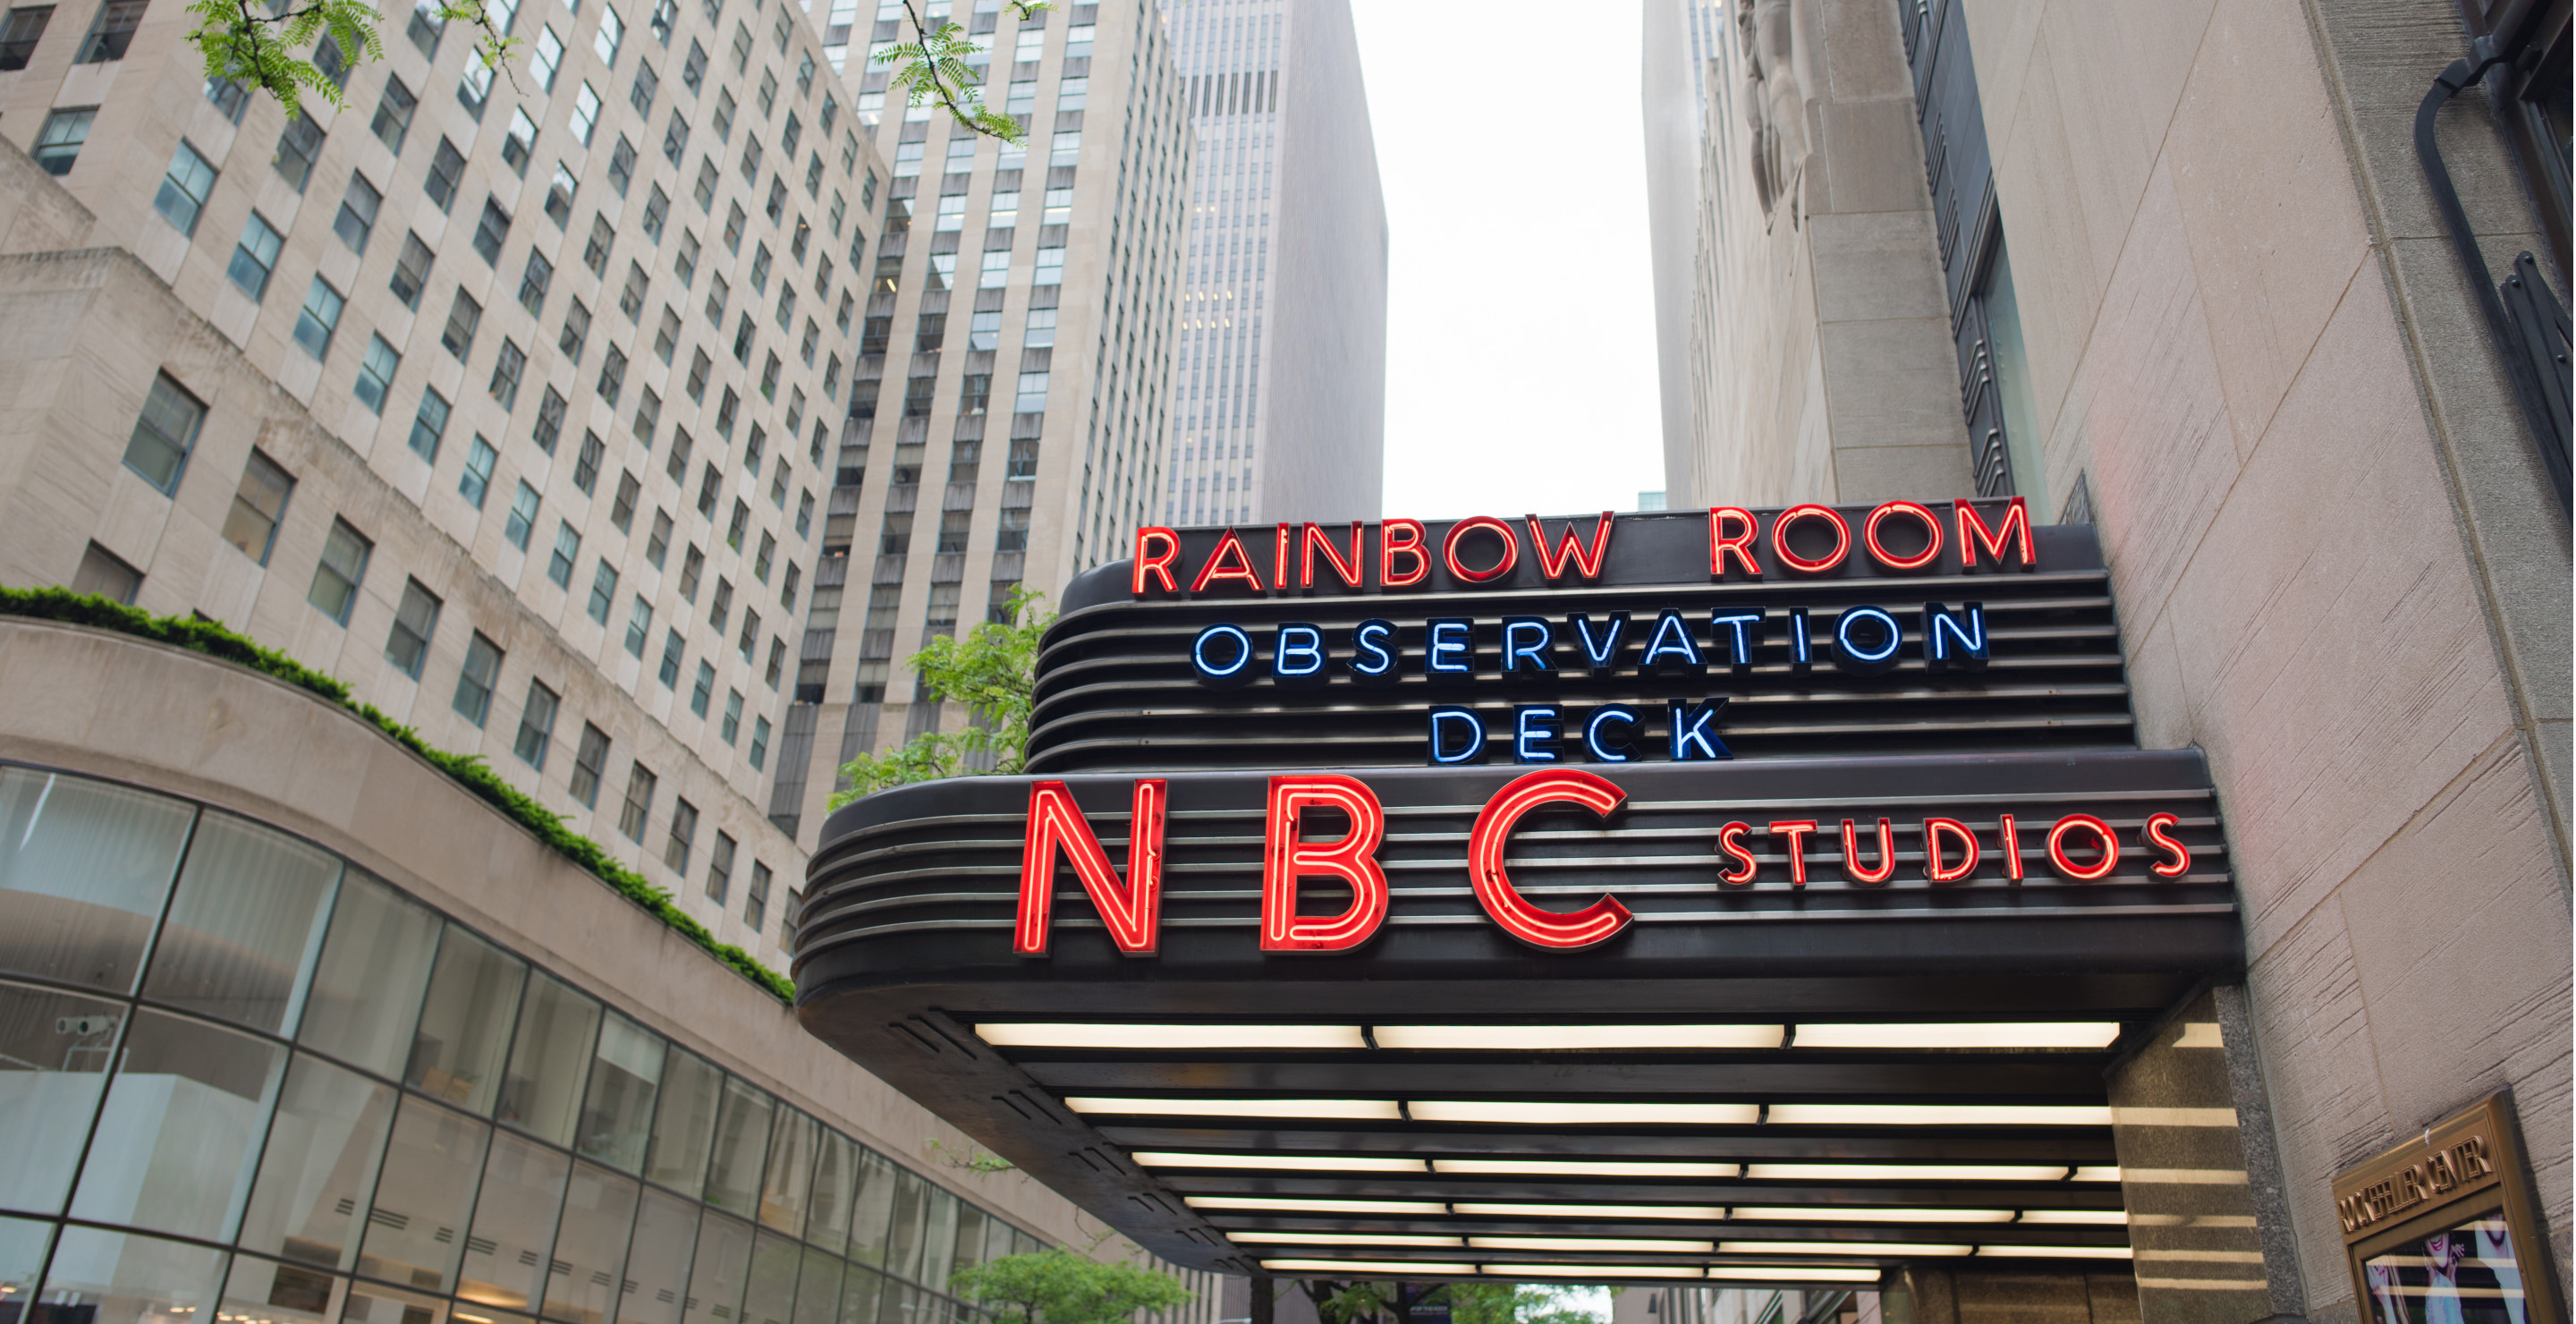 RAINBOW ROOM
OBSERVATION
DECK
NBC STUDIOS
ROCKEFELLER CENTER